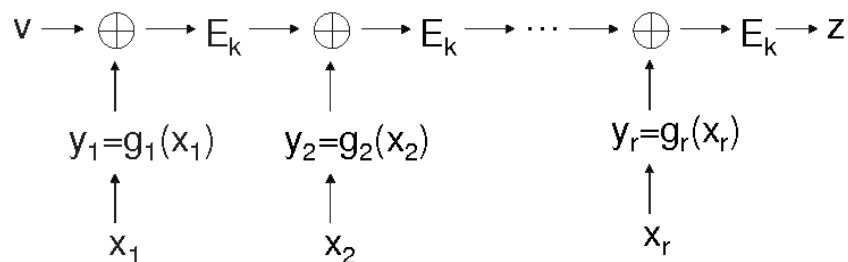 v → ⊕ → E_k → ⊕ → E_k → ⋯ → ⊕ → E_k → z
y_1=g_1(x_1) y_2=g_2(x_2) y_r=g_r(x_r)
x_1 x_2 x_r